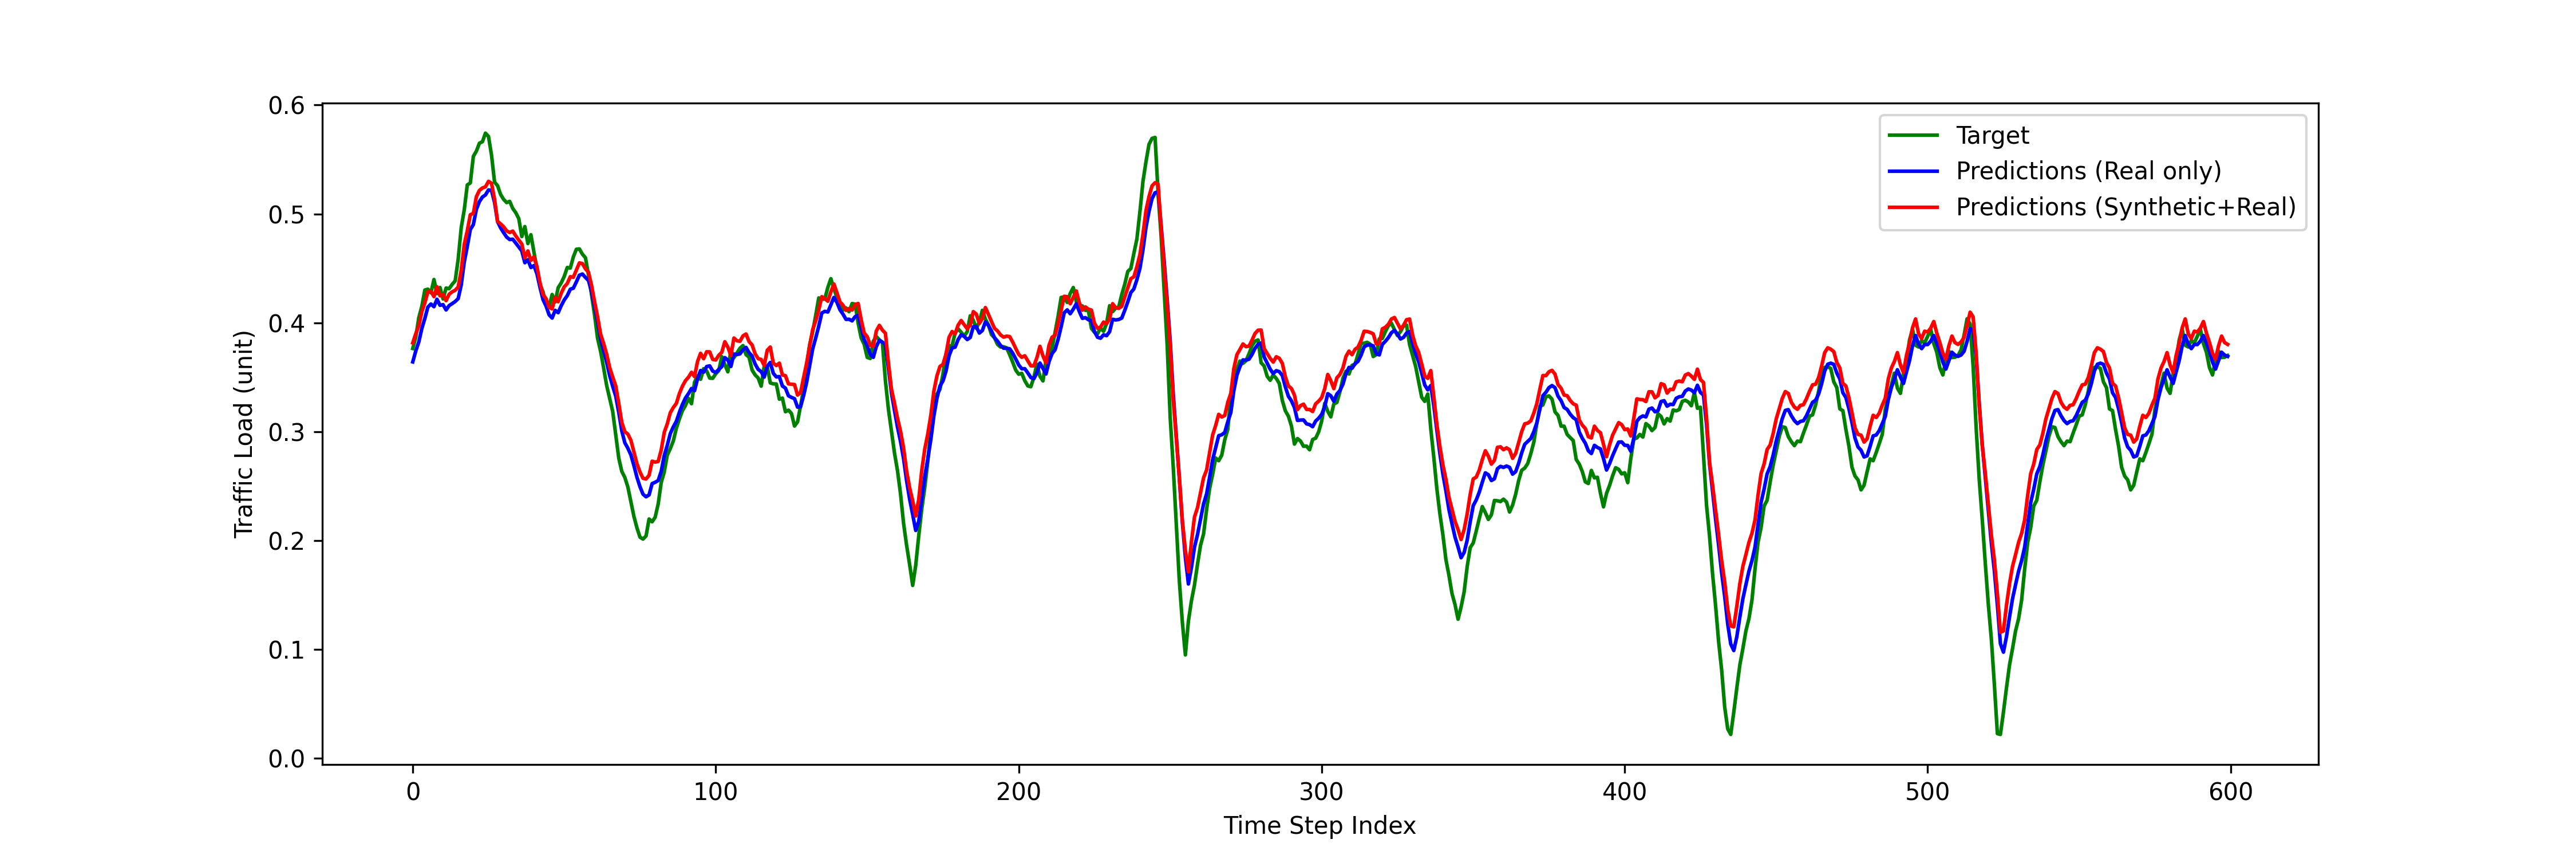 0.6
0.5
0.4
0.3
0.2
0.1
0.0
Traffic Load (unit)
Target
Predictions (Real only)
Predictions (Synthetic+Real)
0 100 200 300 400 500 600
Time Step Index